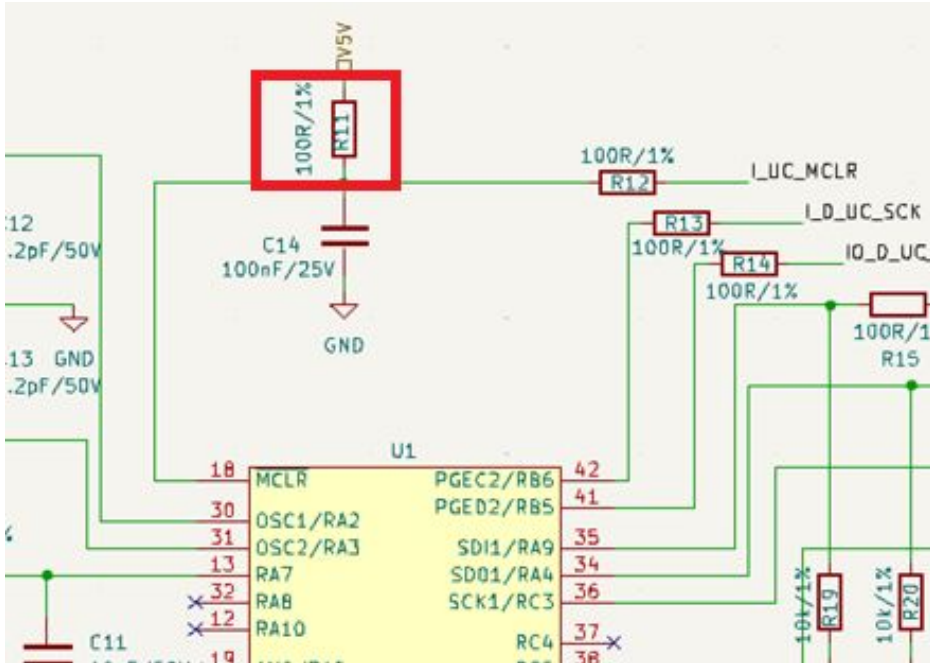 V5V
100R/1%
R11
100R/1%
R12
I_UC_MCLR
I_D_UC_SCK
R13
100R/1%
IO_D_UC_
R14
100R/1%
C14
100nF/25V
GND
12
.2pF/50V
GND
13
.2pF/50V
100R/1
R15
U1
18
MCLR
PGEC2/RB6
42
PGED2/RB5
41
30
OSC1/RA2
31
OSC2/RA3
SDI1/RA9
35
13
RA7
SDO1/RA4
34
32
RA8
SCK1/RC3
36
12
RA10
RC4
37
10k/1%
R19
10k/1%
R20
C11
19
38